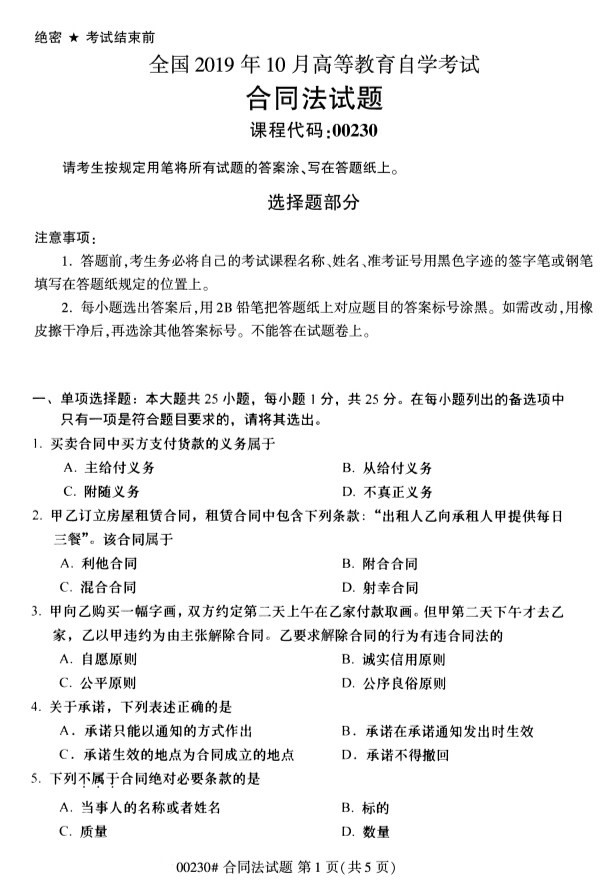 绝密 ★ 考试结束前
全国 2019 年 10 月高等教育自学考试
合同法试题
课程代码:00230
请考生按规定用笔将所有试题的答案涂、写在答题纸上。
选择题部分
注意事项:
1. 答题前,考生务必将自己的考试课程名称、姓名、准考证号用黑色字迹的签字笔或钢笔
填写在答题纸规定的位置上。
2. 每小题选出答案后,用 2B 铅笔把答题纸上对应题目的答案标号涂黑。如需改动,用橡
皮擦干净后,再选涂其他答案标号。不能答在试题卷上。
一、单项选择题：本大题共 25 小题，每小题 1 分，共 25 分。在每小题列出的备选项中
只有一项是符合题目要求的，请将其选出。
1. 买卖合同中买方支付货款的义务属于
A. 主给付义务 B. 从给付义务
C. 附随义务 D. 不真正义务
2. 甲乙订立房屋租赁合同，租赁合同中包含下列条款：“出租人乙向承租人甲提供每日
三餐”。该合同属于
A. 利他合同 B. 附合合同
C. 混合合同 D. 射幸合同
3. 甲向乙购买一幅字画，双方约定第二天上午在乙家付款取画。但甲第二天下午才去乙
家，乙以甲违约为由主张解除合同。乙要求解除合同的行为有违合同法的
A. 自愿原则 B. 诚实信用原则
C. 公平原则 D. 公序良俗原则
4. 关于承诺，下列表述正确的是
A. 承诺只能以通知的方式作出 B. 承诺在承诺通知发出时生效
C. 承诺生效的地点为合同成立的地点 D. 承诺不得撤回
5. 下列不属于合同绝对必要条款的是
A. 当事人的名称或者姓名 B. 标的
C. 质量 D. 数量
00230# 合同法试题 第 1 页(共 5 页)